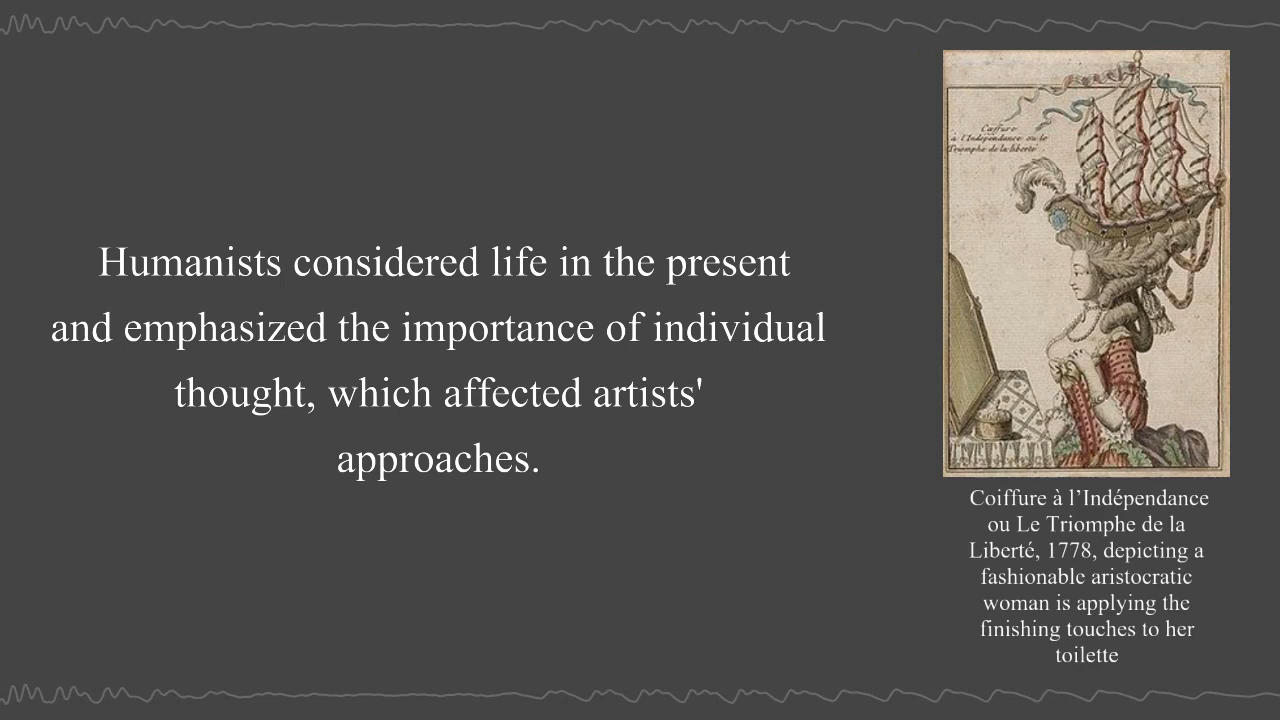 Humanists considered life in the present
and emphasized the importance of individual
thought, which affected artists'
approaches.
Coiffure
à l'Indépendance ou le
Triomphe de la liberté.
Coiffure à l’Indépendance
ou Le Triomphe de la
Liberté, 1778, depicting a
fashionable aristocratic
woman is applying the
finishing touches to her
toilette